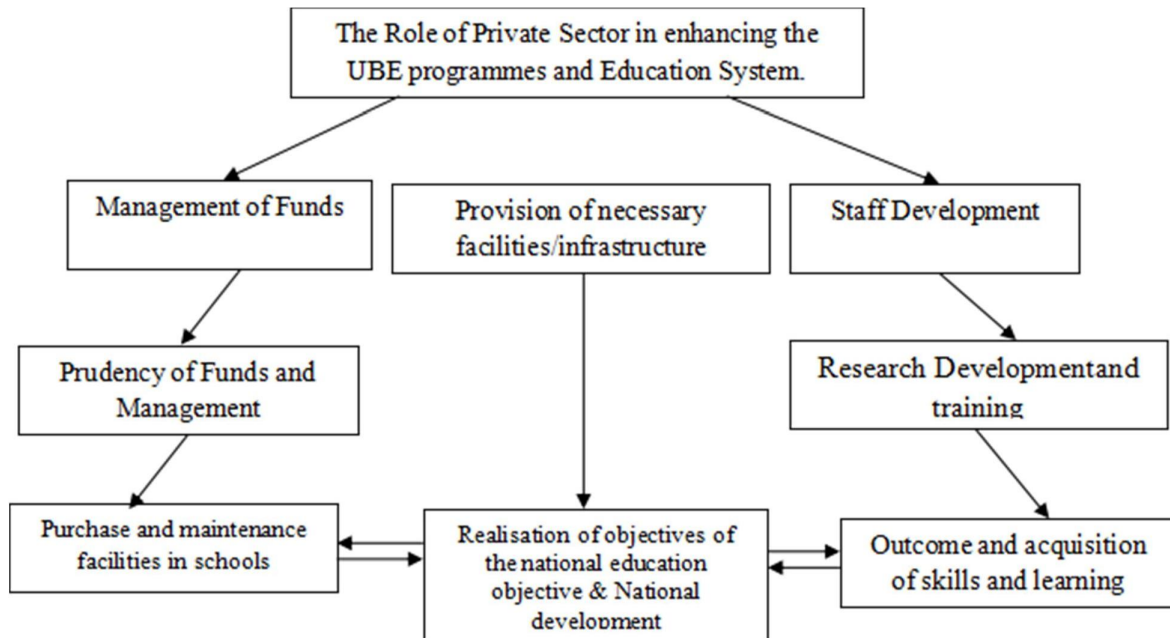 The Role of Private Sector in enhancing the
UBE programmes and Education System.
Management of Funds
Provision of necessary
facilities/infrastructure
Staff Development
Prudency of Funds and
Management
Research Developmentand
training
Purchase and maintenance
facilities in schools
Realisation of objectives of
the national education
objective & National
development
Outcome and acquisition
of skills and learning